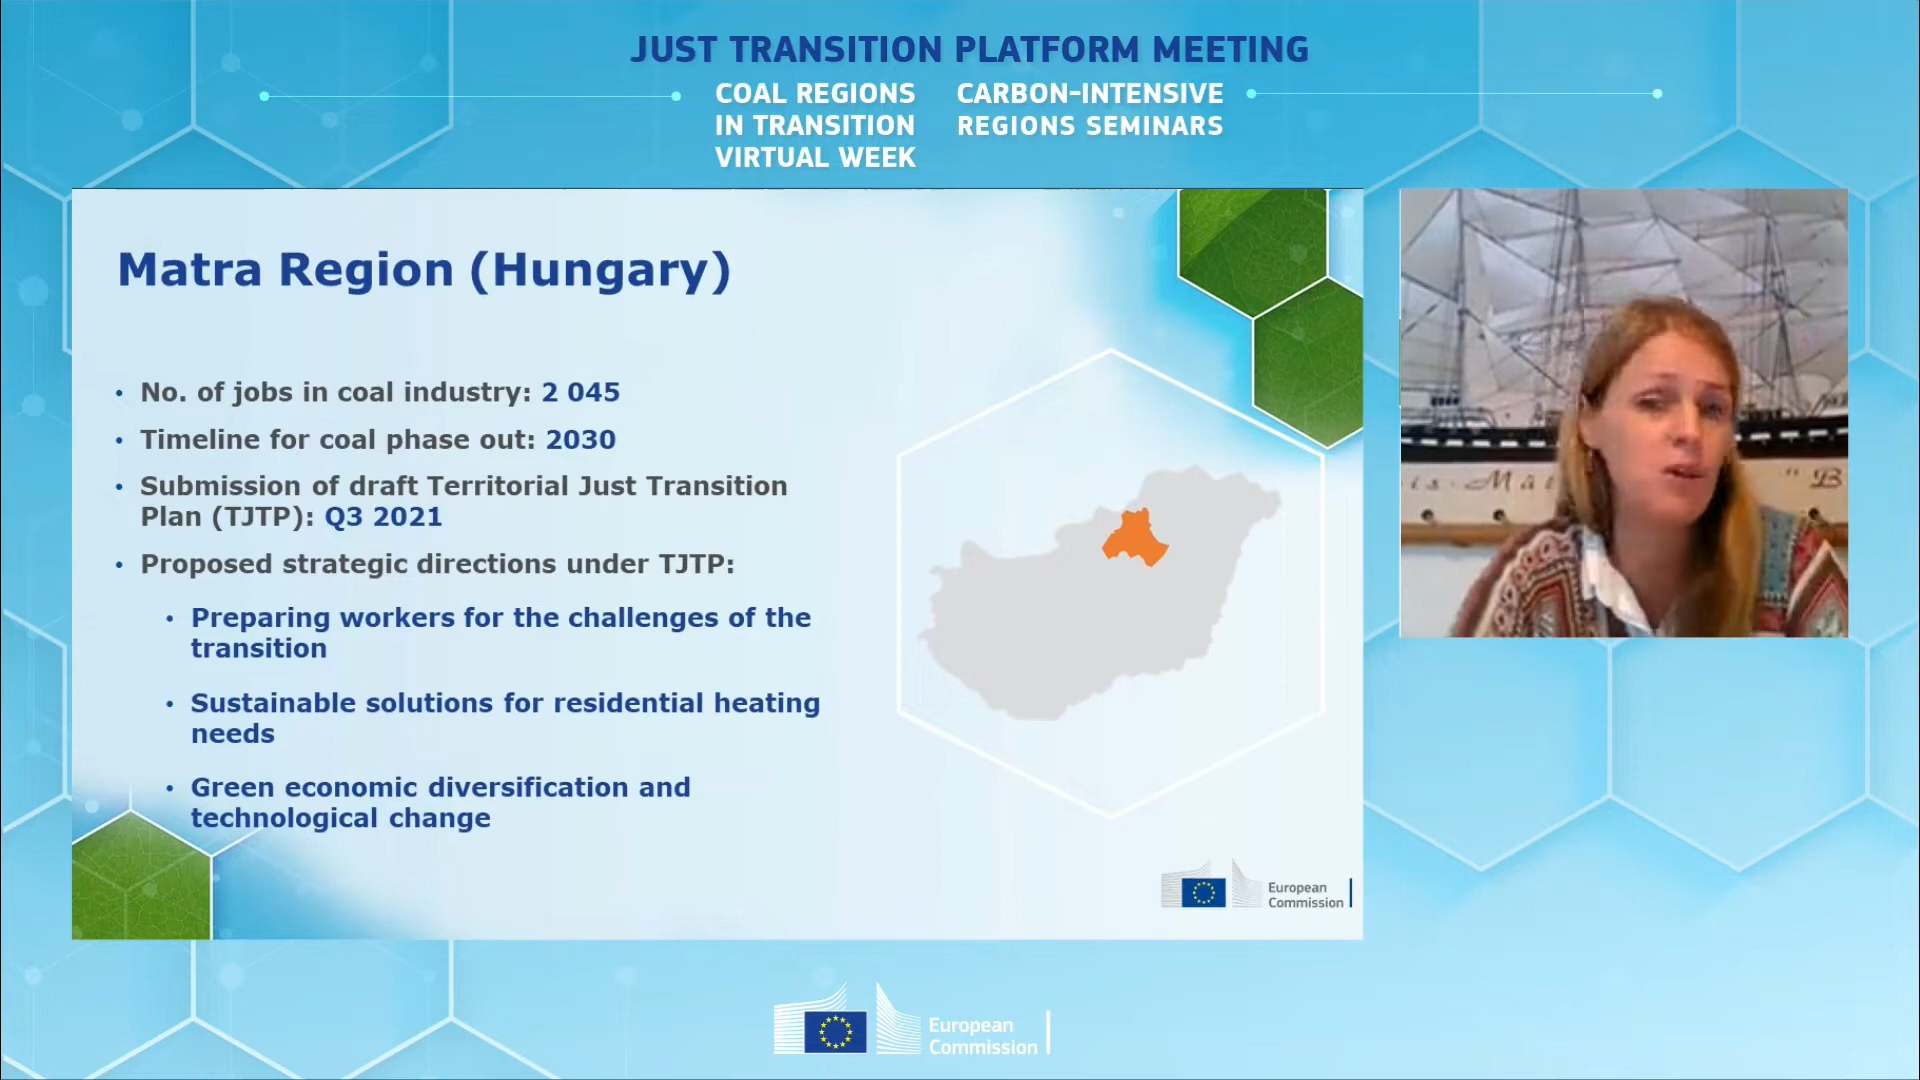 JUST TRANSITION PLATFORM MEETING
COAL REGIONS
IN TRANSITION
VIRTUAL WEEK
CARBON-INTENSIVE
REGIONS SEMINARS
Matra Region (Hungary)
• No. of jobs in coal industry: 2 045
• Timeline for coal phase out: 2030
• Submission of draft Territorial Just Transition
Plan (TJTP): Q3 2021
• Proposed strategic directions under TJTP:
• Preparing workers for the challenges of the
transition
• Sustainable solutions for residential heating
needs
• Green economic diversification and
technological change
European
Commission
"B
European
Commission